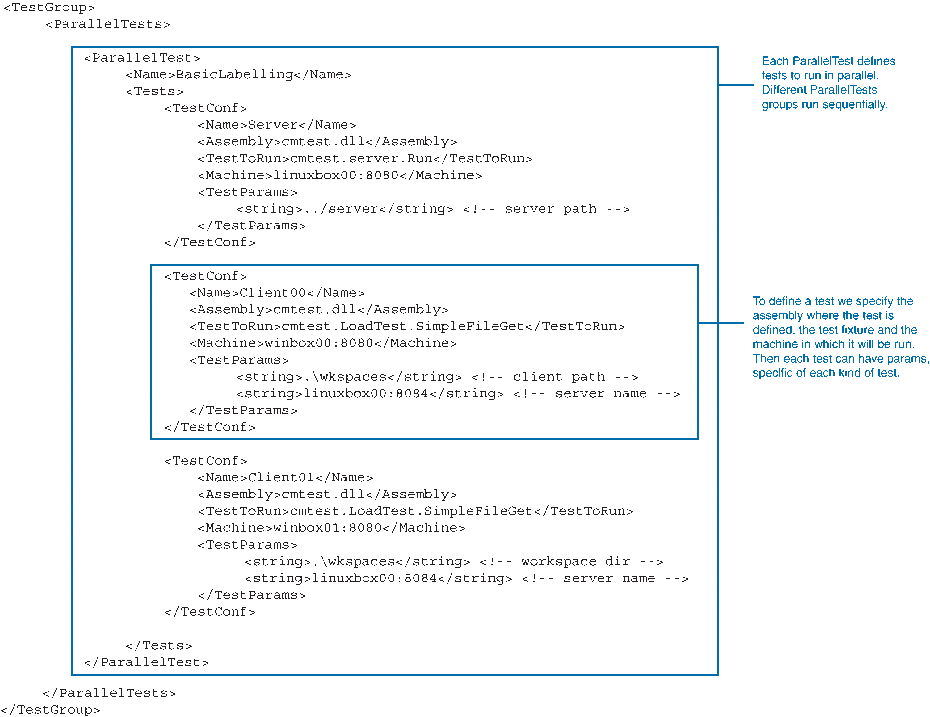 <TestGroup>
<ParallelTests>
<ParallelTest>
<Name>BasicLabelling</Name>
<Tests>
<TestConf>
<Name>Server</Name>
<Assembly>cmtest.dll</Assembly>
<TestToRun>cmtest.server.Run</TestToRun>
<Machine>linuxbox00:8080</Machine>
<TestParams>
<string>../server</string> <!-- server path -->
</TestParams>
</TestConf>
<TestConf>
<Name>Client00</Name>
<Assembly>cmtest.dll</Assembly>
<TestToRun>cmtest.LoadTest.SimpleFileGet</TestToRun>
<Machine>winbox00:8080</Machine>
<TestParams>
<string>.\wkspaces</string> <!-- client path -->
<string>linuxbox00:8084</string> <!-- server name -->
</TestParams>
</TestConf>
<TestConf>
<Name>Client01</Name>
<Assembly>cmtest.dll</Assembly>
<TestToRun>cmtest.LoadTest.SimpleFileGet</TestToRun>
<Machine>winbox01:8080</Machine>
<TestParams>
<string>.\wkspaces</string> <!-- workspace dir -->
<string>linuxbox00:8084</string> <!-- server name -->
</TestParams>
</TestConf>
</Tests>
</ParallelTest>
</ParallelTests>
</TestGroup>
Each ParallelTest defines
tests to run in parallel.
Different ParallelTests
groups run sequentially.
To define a test we specify the
assembly where the test is
defined, the test fixture and the
machine in which it will be run.
Then each test can have params,
specific of each kind of test.